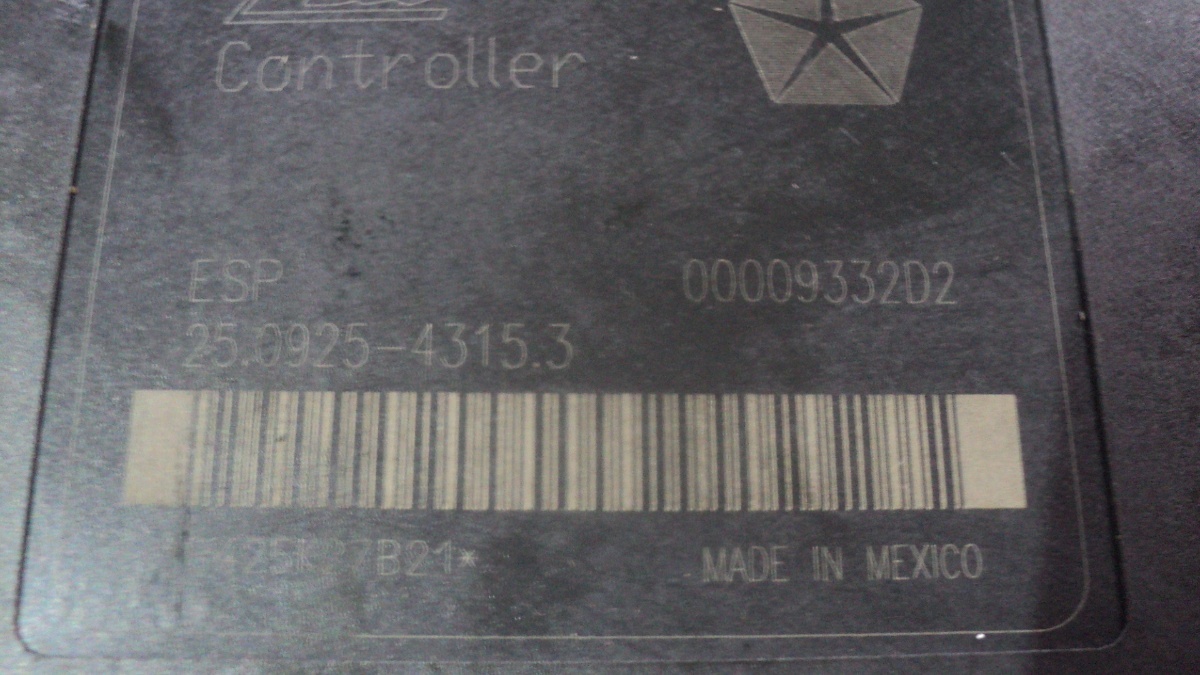 Controller
ESP 00009332D2
25.0925-4315.3
MADE IN MEXICO